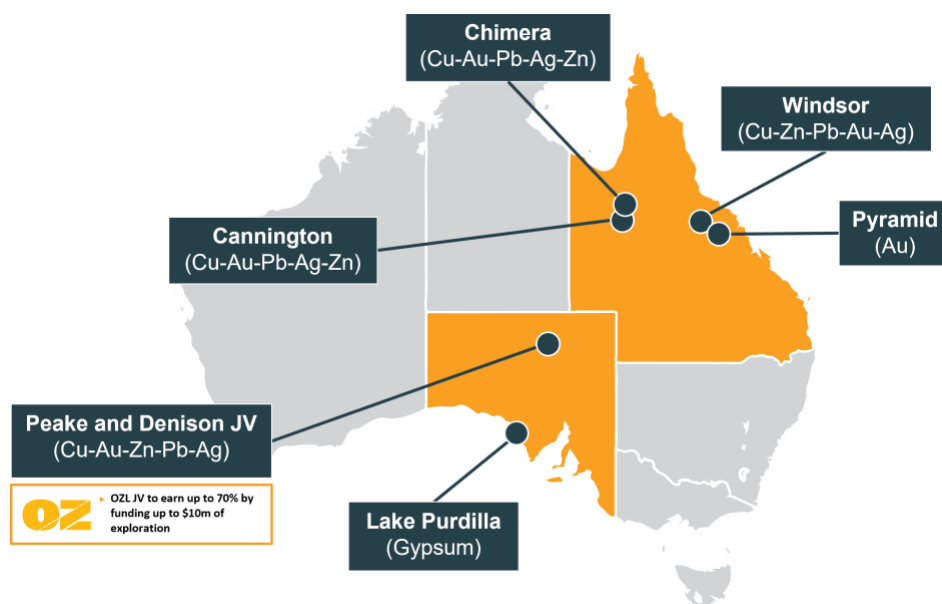 Chimera
(Cu-Au-Pb-Ag-Zn)
Windsor
(Cu-Zn-Pb-Au-Ag)
Cannington
(Cu-Au-Pb-Ag-Zn)
Pyramid
(Au)
Peake and Denison JV
(Cu-Au-Zn-Pb-Ag)
OZ
▸ OZL JV to earn up to 70% by
funding up to $10m of
exploration
Lake Purdilla
(Gypsum)